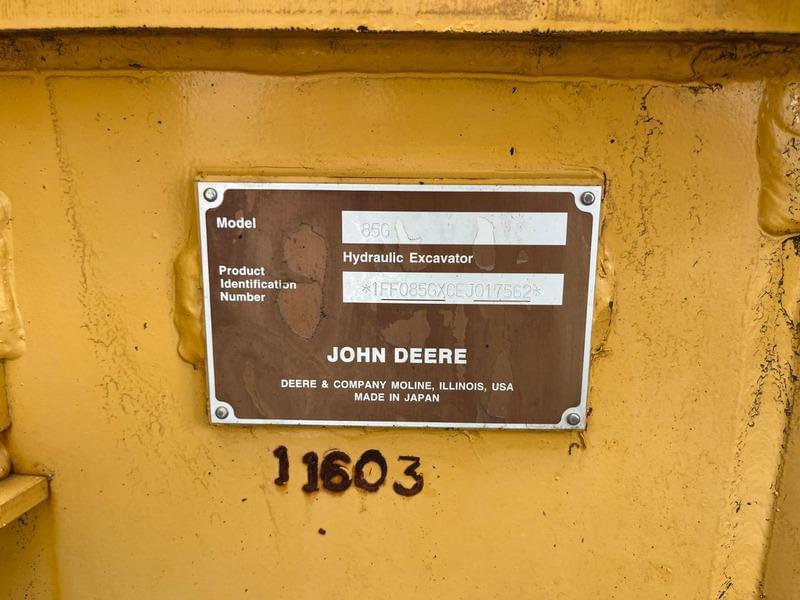 Model 85G
Hydraulic Excavator
Product
Identification
Number
*1FF085GXCEJ017562*
JOHN DEERE
DEERE & COMPANY MOLINE, ILLINOIS, USA
MADE IN JAPAN
11603